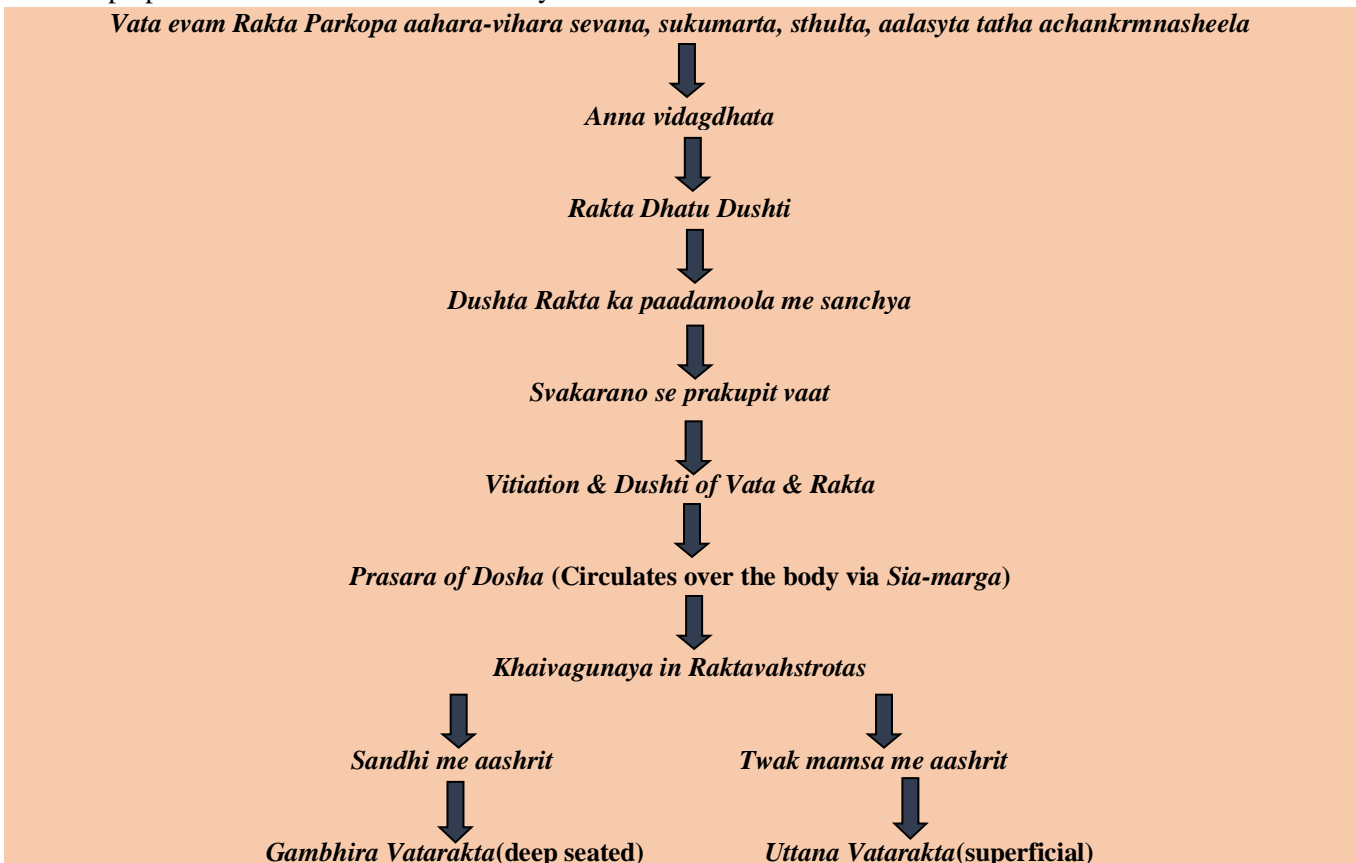 Vata evam Rakta Parkopa aahara-vihara sevana, sukumarta, sthulta, aalasyta tatha achankrmnasheela
Anna vidagdhata
Rakta Dhatu Dushti
Dushta Rakta ka paadamoola me sanchya
Svakarano se prakupit vaat
Vitiation & Dushti of Vata & Rakta
Prasara of Dosha (Circulates over the body via Sia-marga)
Khaivagunaya in Raktavahstrotas
Sandhi me aashrit
Twak mamsa me aashrit
Gambhira Vatarakta(deep seated)
Uttana Vatarakta(superficial)